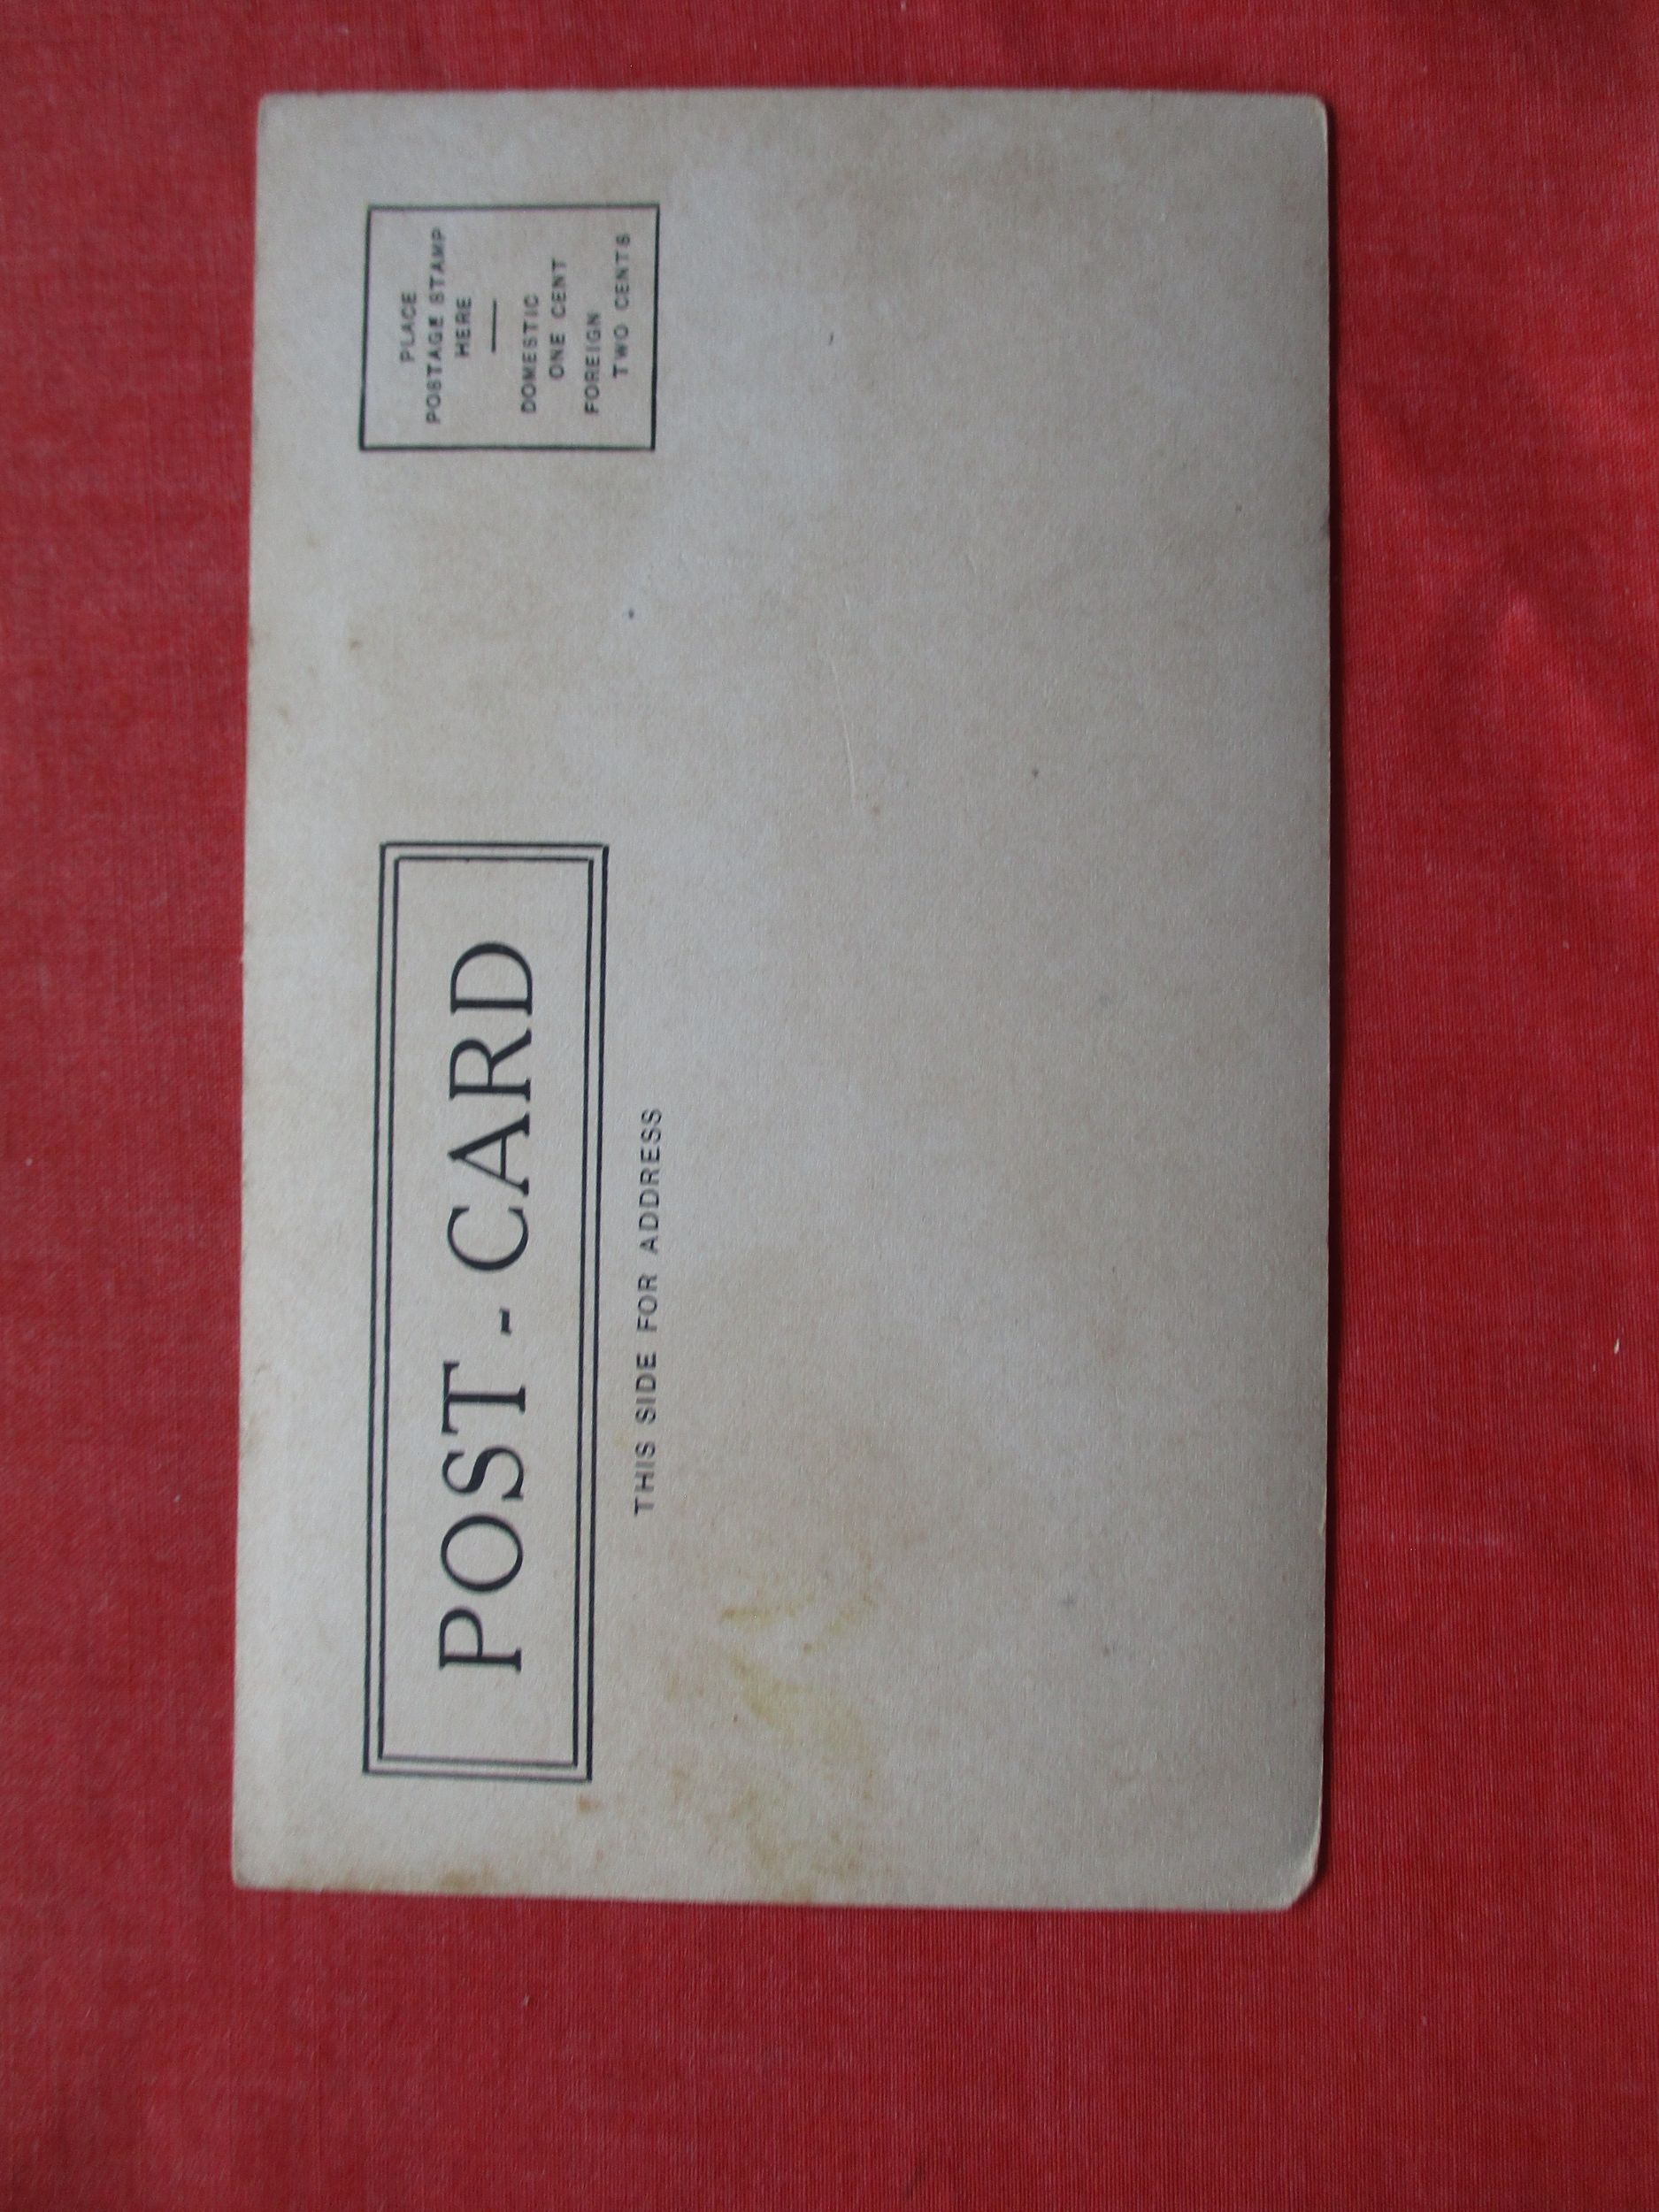 POST - CARD
THIS SIDE FOR ADDRESS
PLACE
POSTAGE STAMP
HERE
DOMESTIC
ONE CENT
FOREIGN
TWO CENTS